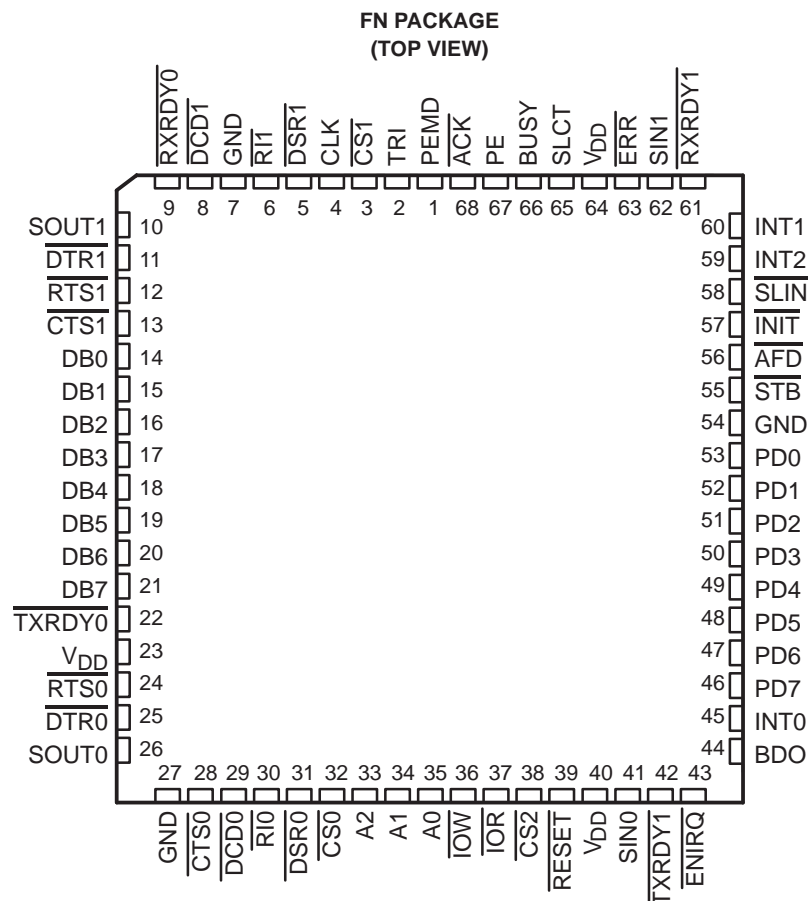 FN PACKAGE
(TOP VIEW)
RXRDY0 DCD1 GND RI1 DSR1 CLK CS1 TRI PEMD ACK PE BUSY SLCT VDD ERR SIN1 RXRDY1
9 8 7 6 5 4 3 2 1 68 67 66 65 64 63 62 61
SOUT1 10 60 INT1
DTR1 11 59 INT2
RTS1 12 58 SLIN
CTS1 13 57 INIT
DB0 14 56 AFD
DB1 15 55 STB
DB2 16 54 GND
DB3 17 53 PD0
DB4 18 52 PD1
DB5 19 51 PD2
DB6 20 50 PD3
DB7 21 49 PD4
TXRDY0 22 48 PD5
VDD 23 47 PD6
RTS0 24 46 PD7
DTR0 25 45 INT0
SOUT0 26 44 BDO
27 28 29 30 31 32 33 34 35 36 37 38 39 40 41 42 43
GND CTS0 DCD0 RI0 DSR0 CS0 A2 A1 A0 IOW IOR CS2 RESET VDD SIN0 TXRDY1 ENIRQ